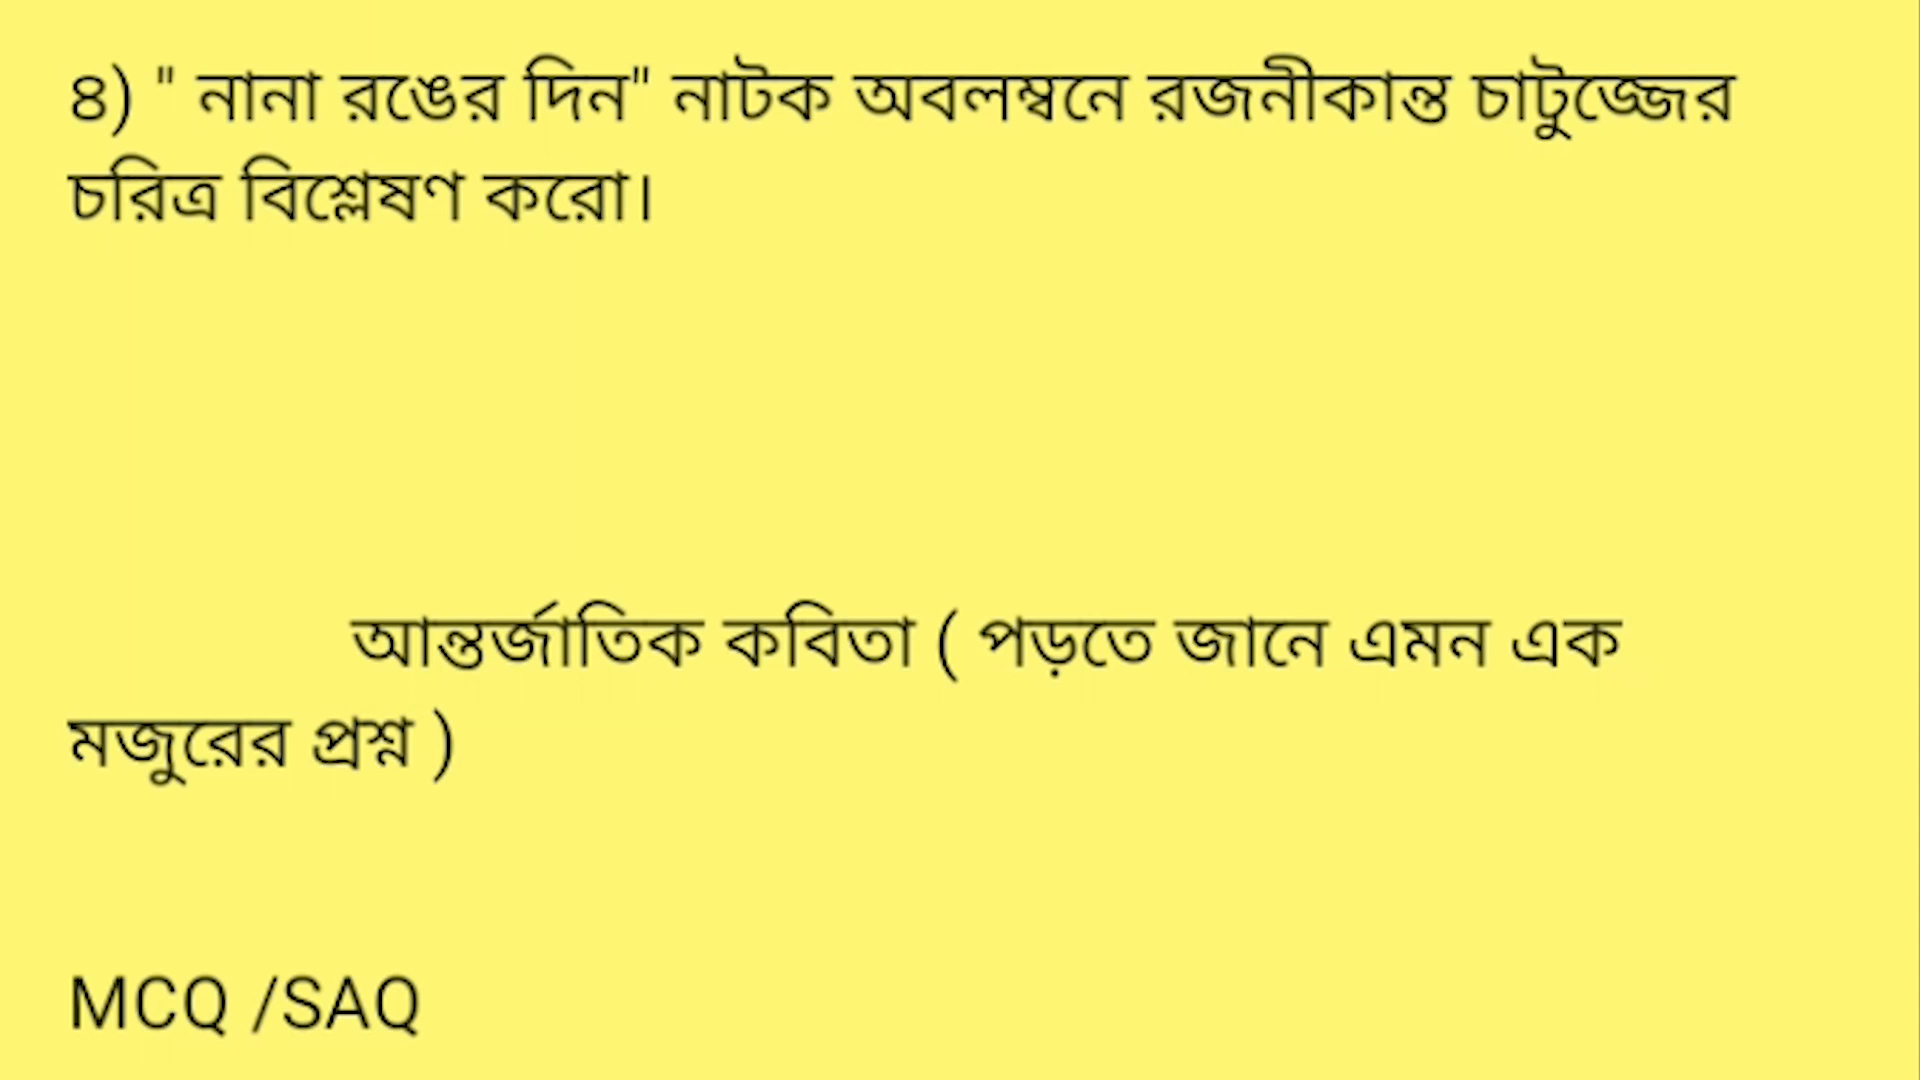 ৪) " নানা রঙের দিন" নাটক অবলম্বনে রজনীকান্ত চাটুজ্জের
চরিত্র বিশ্লেষণ করো।
আন্তর্জাতিক কবিতা ( পড়তে জানে এমন এক
মজুরের প্রশ্ন )
MCQ /SAQ